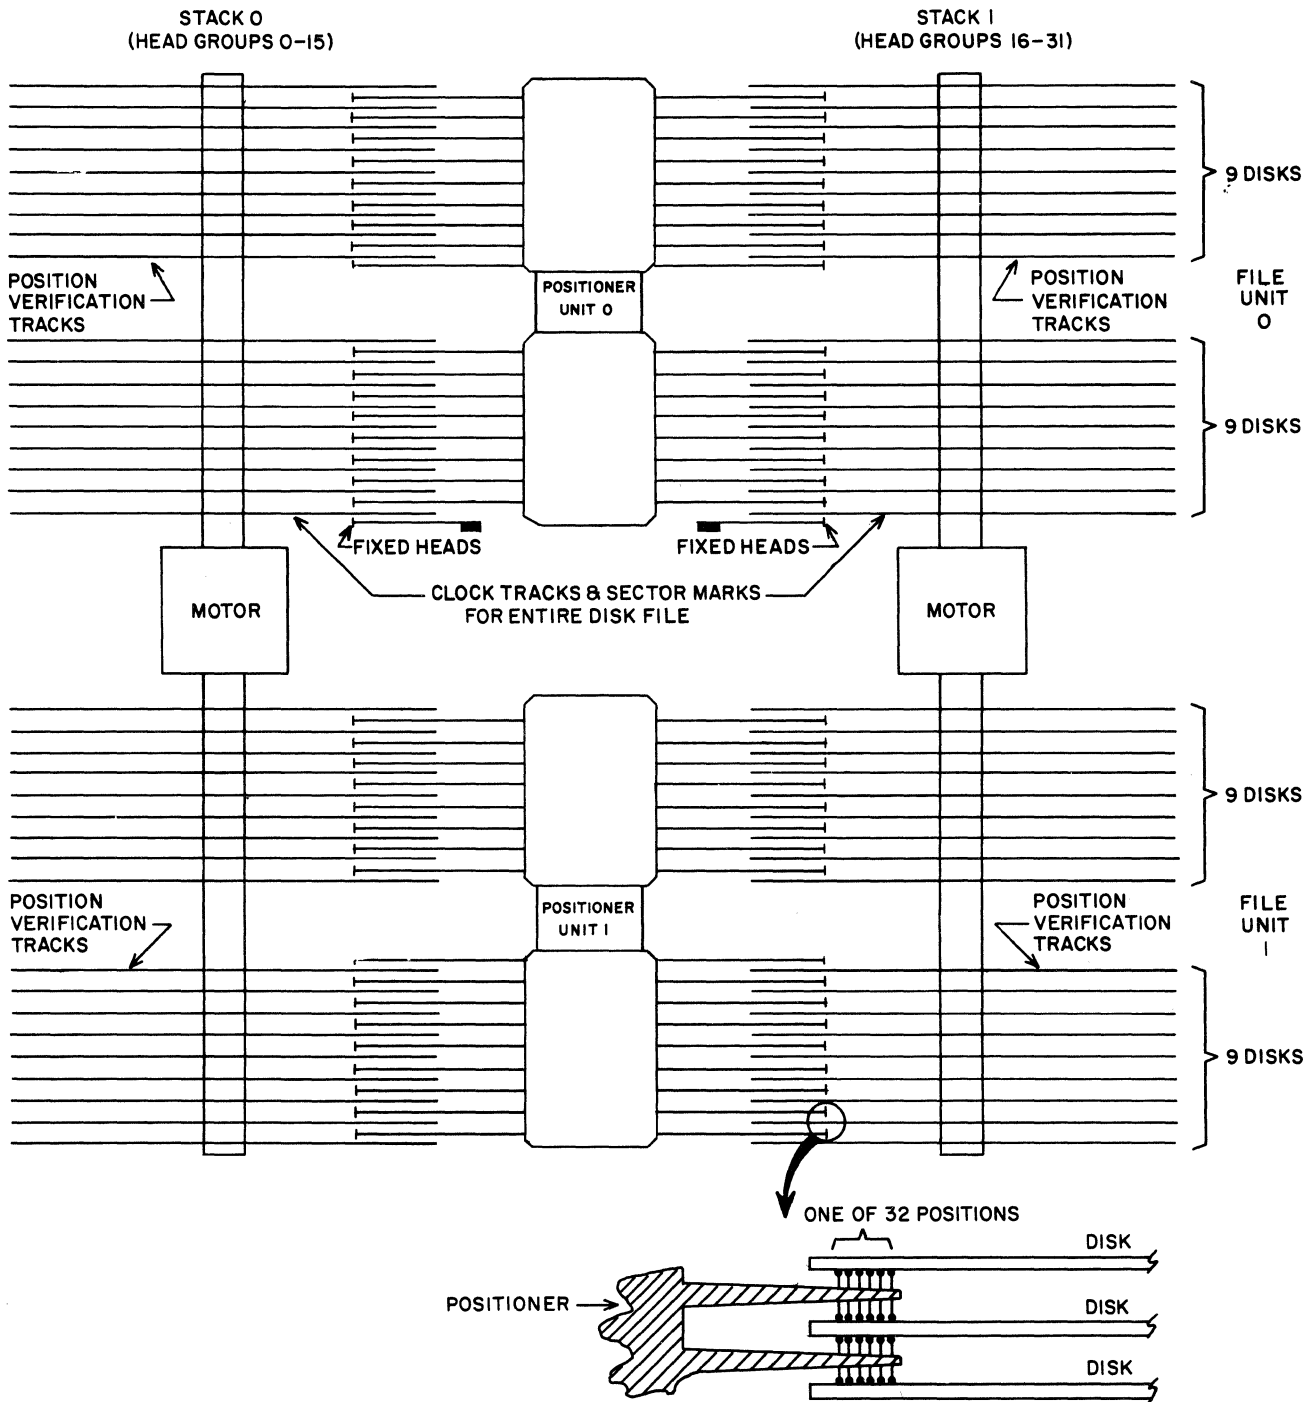 STACK 0
(HEAD GROUPS 0-15)
STACK 1
(HEAD GROUPS 16-31)
9 DISKS
POSITION
VERIFICATION
TRACKS
POSITIONER
UNIT 0
POSITION
VERIFICATION
TRACKS
FILE
UNIT
0
9 DISKS
FIXED HEADS
FIXED HEADS
CLOCK TRACKS & SECTOR MARKS
FOR ENTIRE DISK FILE
MOTOR
MOTOR
9 DISKS
POSITION
VERIFICATION
TRACKS
POSITIONER
UNIT 1
POSITION
VERIFICATION
TRACKS
FILE
UNIT
1
9 DISKS
ONE OF 32 POSITIONS
DISK
POSITIONER
DISK
DISK